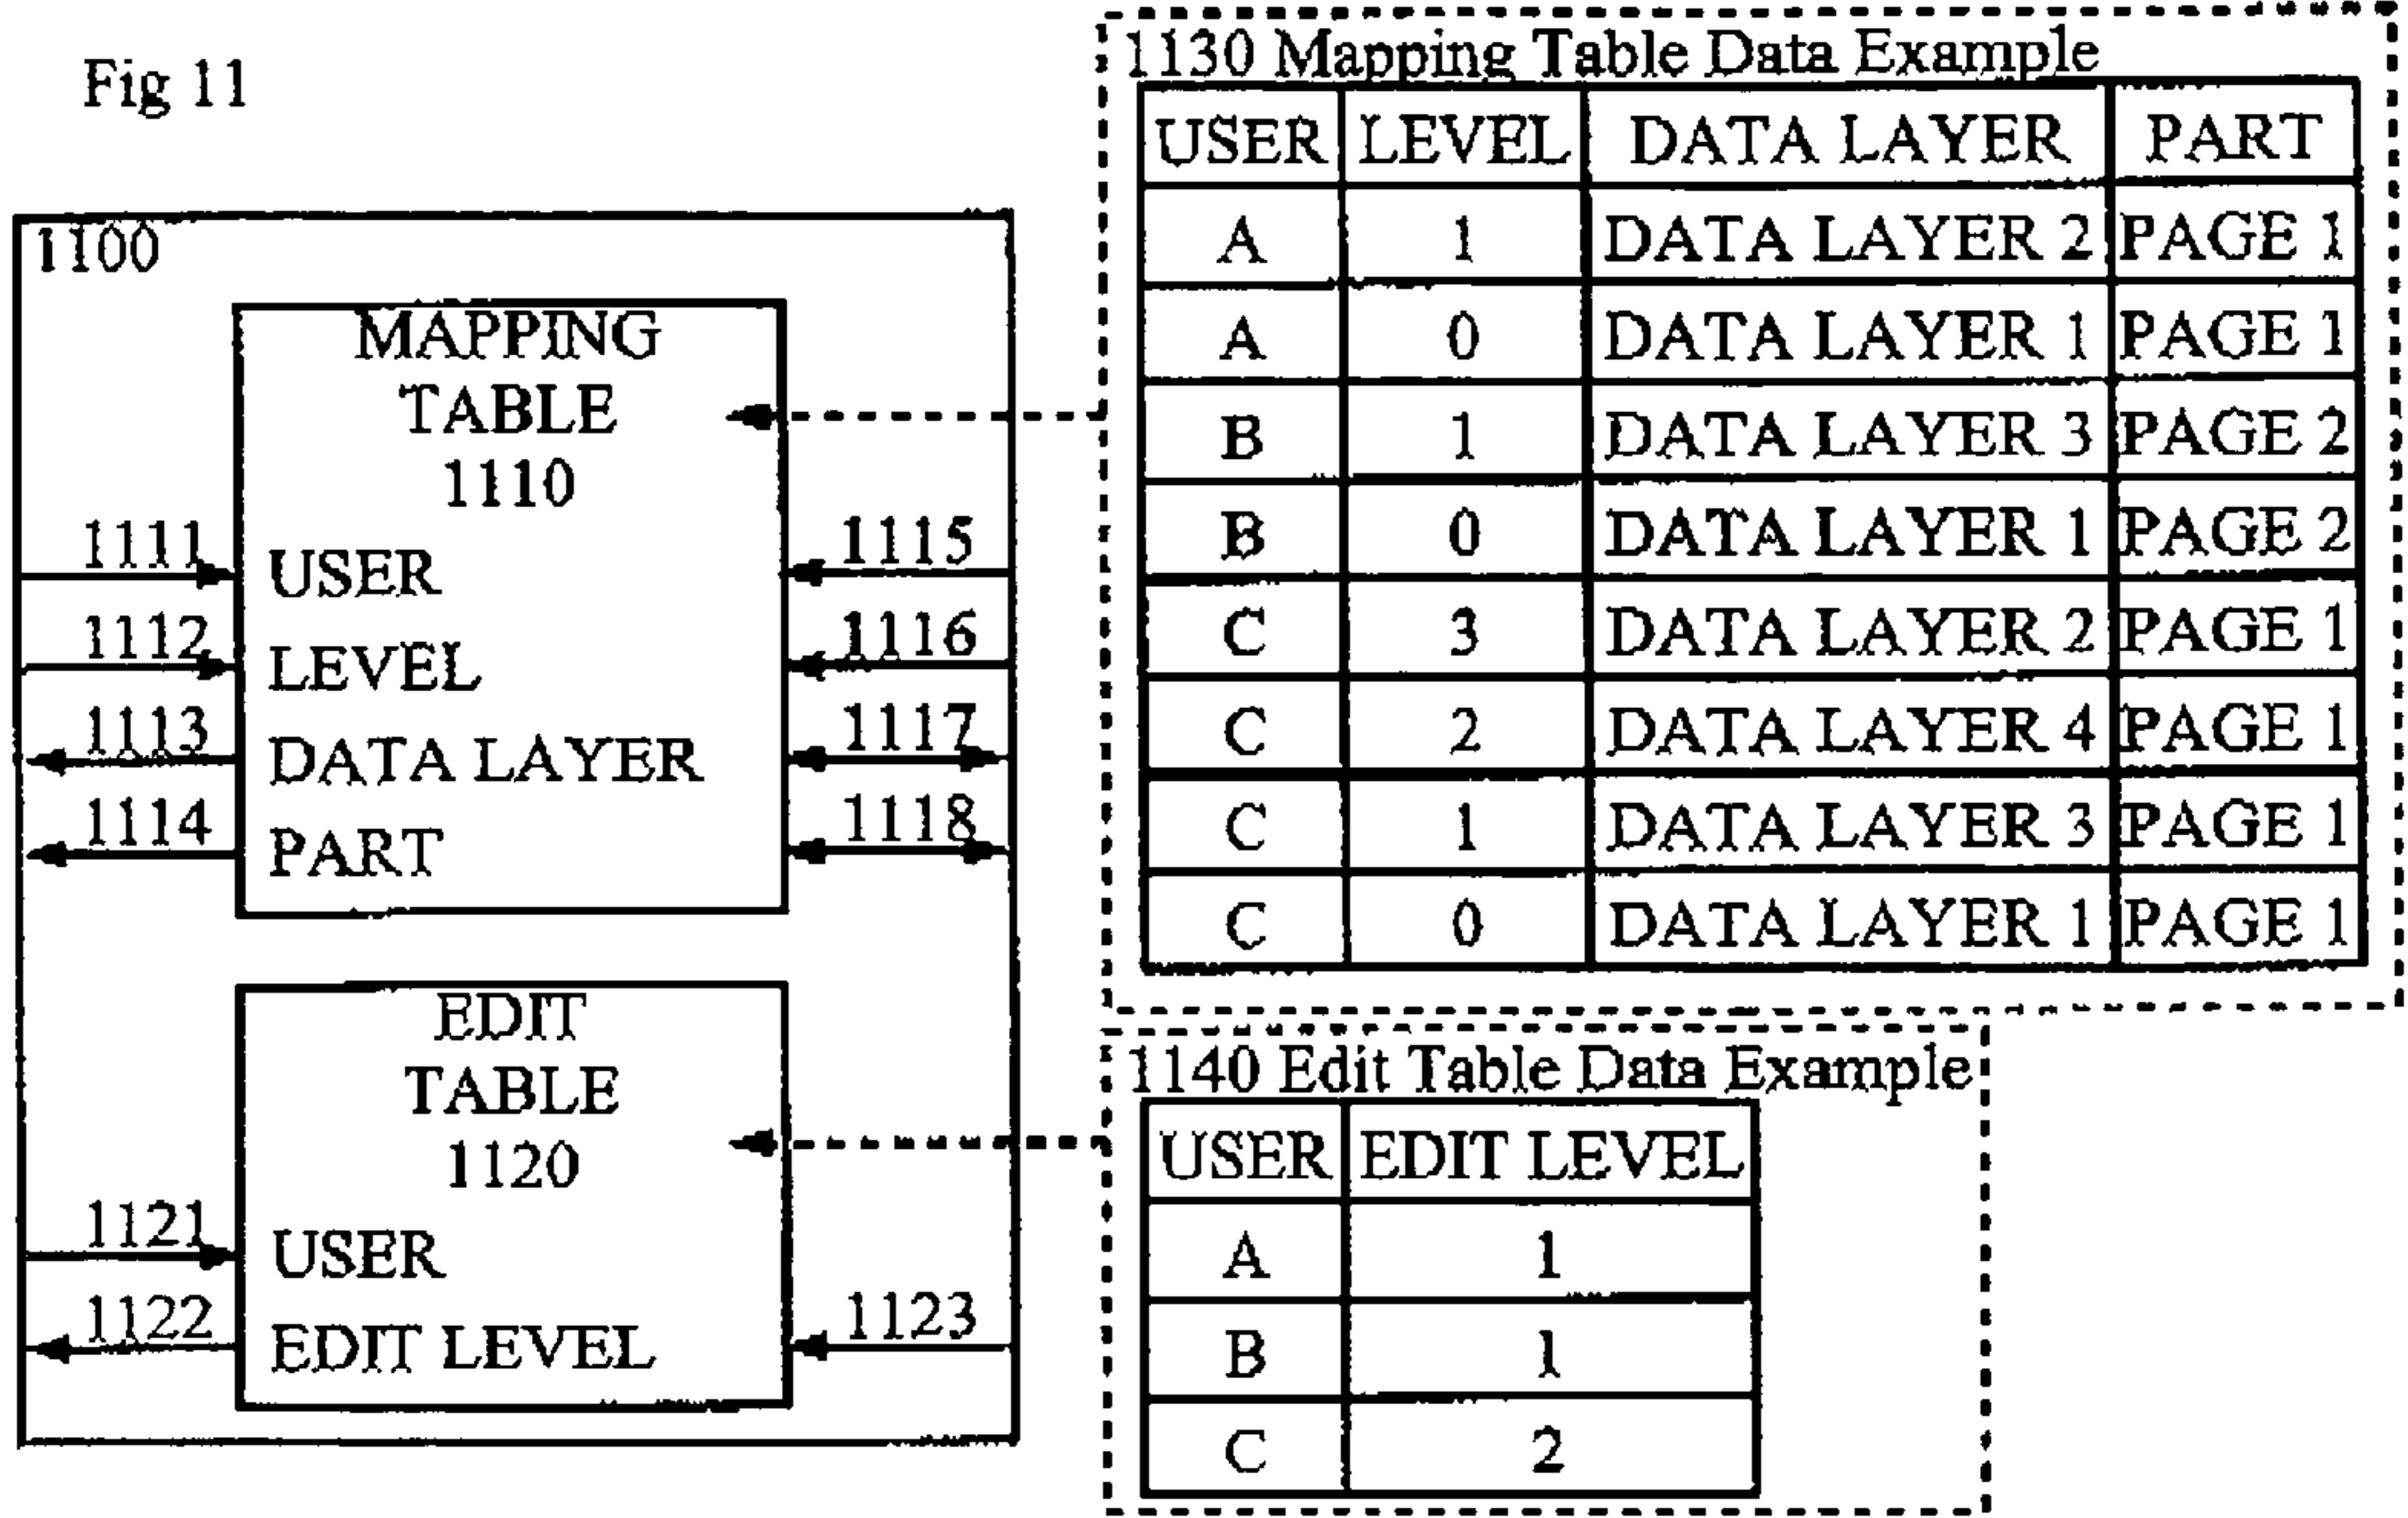 Fig 11
1100
MAPPING
TABLE
1110
1111 USER 1115
1112 LEVEL 1116
1113 DATA LAYER 1117
1114 PART 1118
EDIT
TABLE
1120
1121 USER
1122 EDIT LEVEL 1123
1130 Mapping Table Data Example
USER LEVEL DATA LAYER PART
A 1 DATA LAYER 2 PAGE 1
A 0 DATA LAYER 1 PAGE 1
B 1 DATA LAYER 3 PAGE 2
B 0 DATA LAYER 1 PAGE 2
C 3 DATA LAYER 2 PAGE 1
C 2 DATA LAYER 4 PAGE 1
C 1 DATA LAYER 3 PAGE 1
C 0 DATA LAYER 1 PAGE 1
1140 Edit Table Data Example
USER EDIT LEVEL
A 1
B 1
C 2